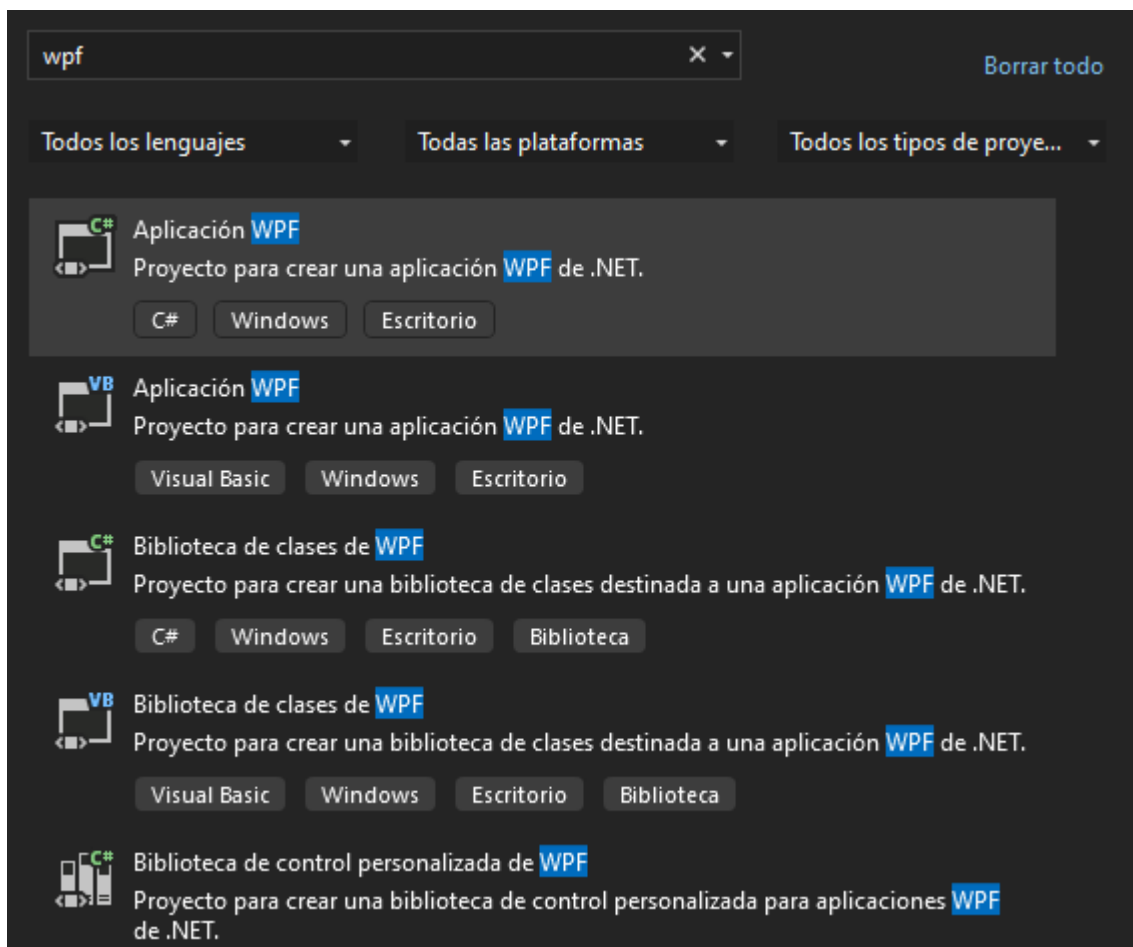 wpf
Borrar todo
Todos los lenguajes
Todas las plataformas
Todos los tipos de proye...
C#
Aplicación WPF
Proyecto para crear una aplicación WPF de .NET.
C# Windows Escritorio
VB
Aplicación WPF
Proyecto para crear una aplicación WPF de .NET.
Visual Basic Windows Escritorio
C#
Biblioteca de clases de WPF
Proyecto para crear una biblioteca de clases destinada a una aplicación WPF de .NET.
C# Windows Escritorio Biblioteca
VB
Biblioteca de clases de WPF
Proyecto para crear una biblioteca de clases destinada a una aplicación WPF de .NET.
Visual Basic Windows Escritorio Biblioteca
C#
Biblioteca de control personalizada de WPF
Proyecto para crear una biblioteca de control personalizada para aplicaciones WPF
de .NET.